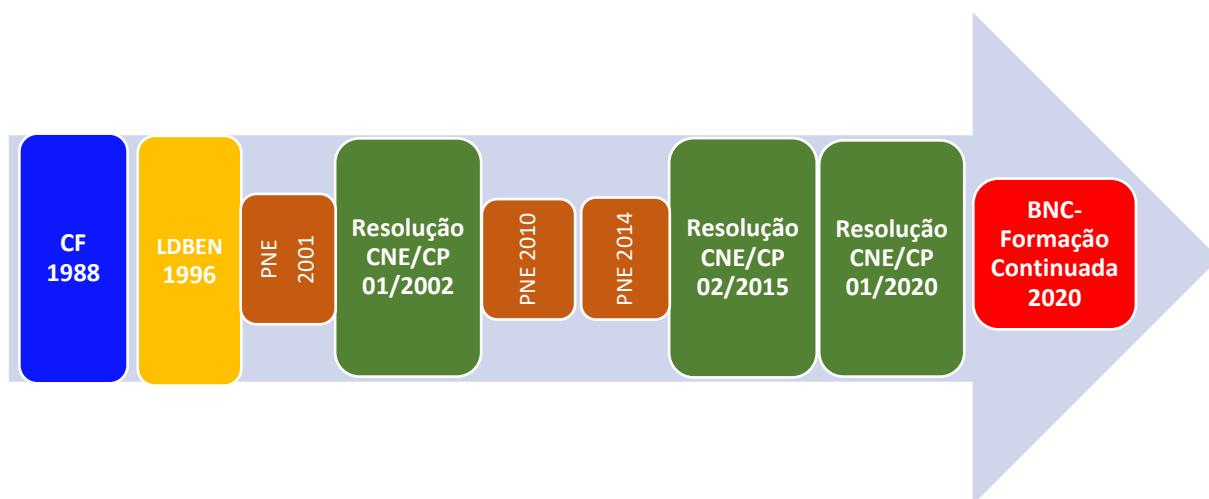 CF
1988
LDBEN
1996
PNE
2001
Resolução
CNE/CP
01/2002
PNE 2010
PNE 2014
Resolução
CNE/CP
02/2015
Resolução
CNE/CP
01/2020
BNC-
Formação
Continuada
2020